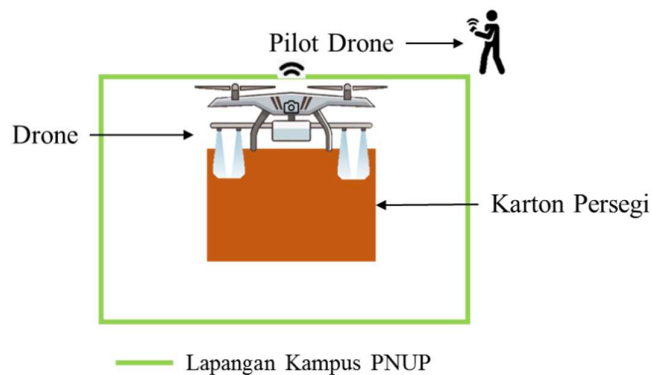 Pilot Drone
Drone
Karton Persegi
Lapangan Kampus PNUP